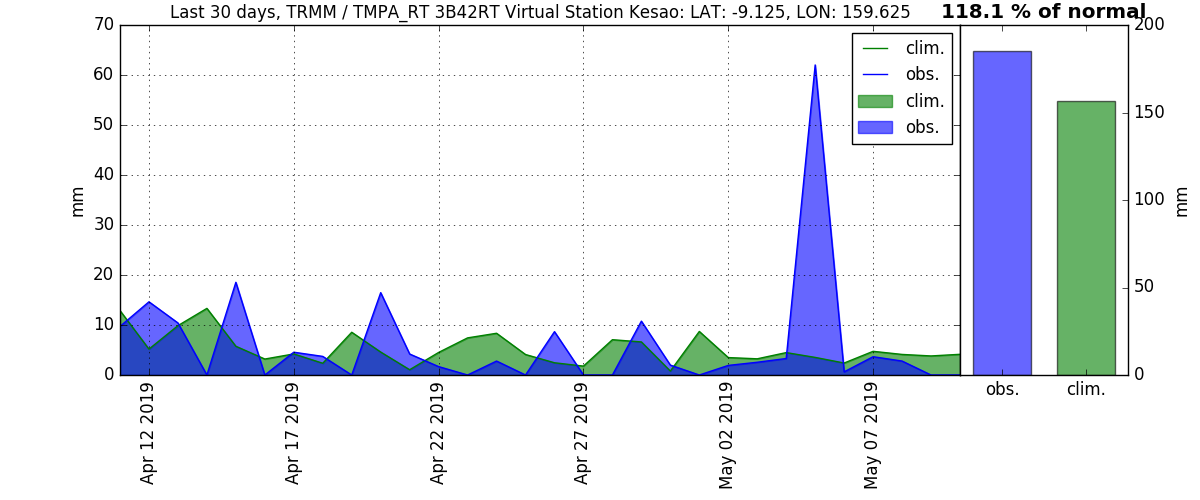 Last 30 days, TRMM / TMPA_RT 3B42RT Virtual Station Kesao: LAT: -9.125, LON: 159.625
118.1 % of normal
70
60
50
40
30
20
10
0
mm
clim.
obs.
clim.
obs.
200
150
100
50
0
mm
obs.
clim.
Apr 12 2019
Apr 17 2019
Apr 22 2019
Apr 27 2019
May 02 2019
May 07 2019